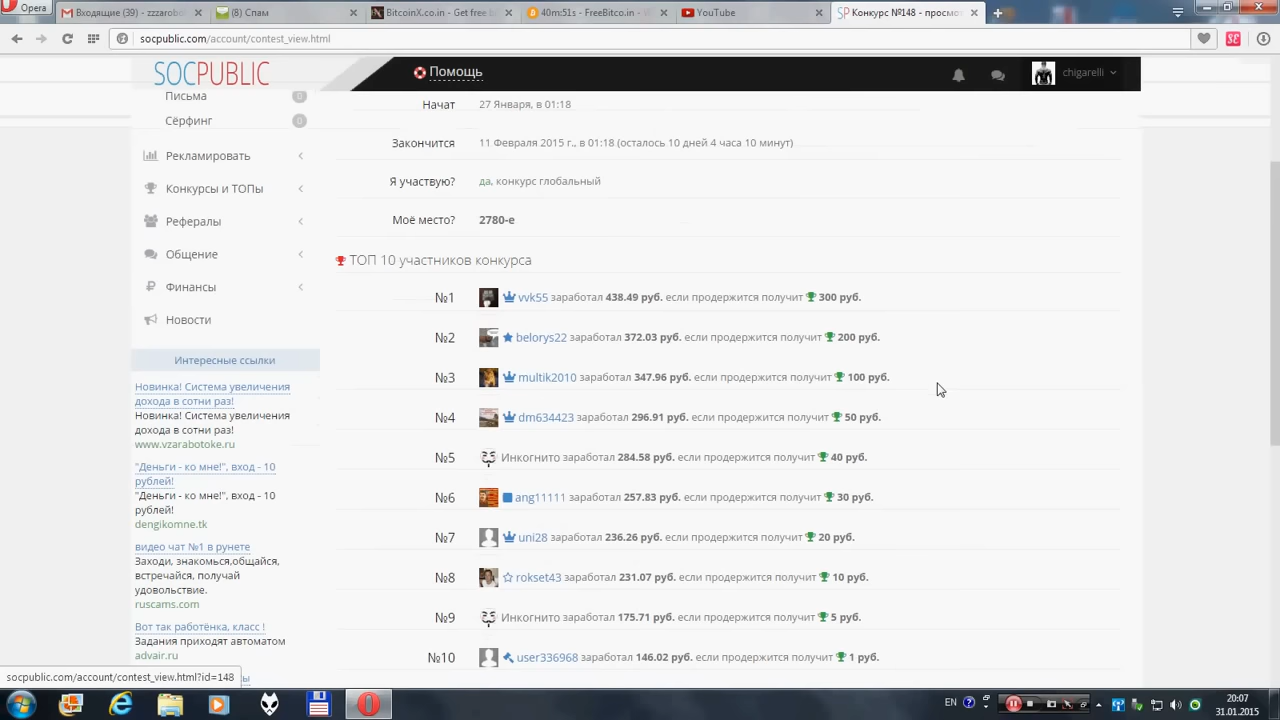 Opera
Входящие (39) - zzzarobo
(8) Спам
BitcoinX.co.in - Get free b
40m:51s - FreeBitco.in - W
YouTube
Конкурс №148 - просмо
socpublic.com/account/contest_view.html
SOCPUBLIC
Помощь
chigarelli
Письма 0
Сёрфинг 0
Рекламировать
Конкурсы и ТОПы
Рефералы
Общение
Финансы
Новости
Интересные ссылки
Новинка! Система увеличения
дохода в сотни раз!
Новинка! Система увеличения
дохода в сотни раз!
www.vzarabotoke.ru
"Деньги - ко мне!", вход - 10
рублей!
"Деньги - ко мне!", вход - 10
рублей!
dengikomne.tk
видео чат №1 в рунете
Заходи, знакомься,общайся,
встречайся, получай
удовольствие.
ruscams.com
Вот так работёнка, класс !
Задания приходят автоматом
advair.ru
Начат 27 Января, в 01:18
Закончится 11 Февраля 2015 г., в 01:18 (осталось 10 дней 4 часа 10 минут)
Я участвую? да, конкурс глобальный
Моё место? 2780-е
ТОП 10 участников конкурса
№1 vvk55 заработал 438.49 руб. если продержится получит 300 руб.
№2 belorys22 заработал 372.03 руб. если продержится получит 200 руб.
№3 multik2010 заработал 347.96 руб. если продержится получит 100 руб.
№4 dm634423 заработал 296.91 руб. если продержится получит 50 руб.
№5 Инкогнито заработал 284.58 руб. если продержится получит 40 руб.
№6 ang11111 заработал 257.83 руб. если продержится получит 30 руб.
№7 uni28 заработал 236.26 руб. если продержится получит 20 руб.
№8 rokset43 заработал 231.07 руб. если продержится получит 10 руб.
№9 Инкогнито заработал 175.71 руб. если продержится получит 5 руб.
№10 user336968 заработал 146.02 руб. если продержится получит 1 руб.
socpublic.com/account/contest_view.html?id=148
EN
20:07
31.01.2015